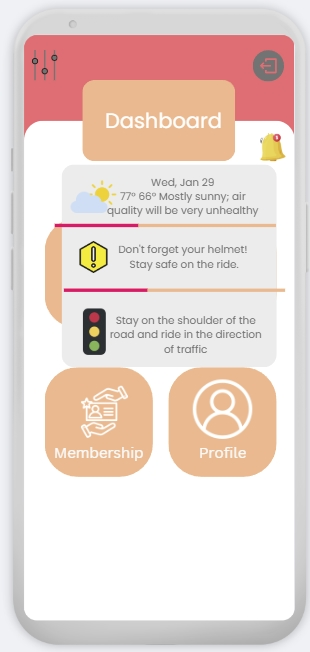 Dashboard
Wed, Jan 29
77° 66° Mostly sunny; air
quality will be very unhealthy
Don't forget your helmet!
Stay safe on the ride.
Stay on the shoulder of the
road and ride in the direction
of traffic
Membership
Profile